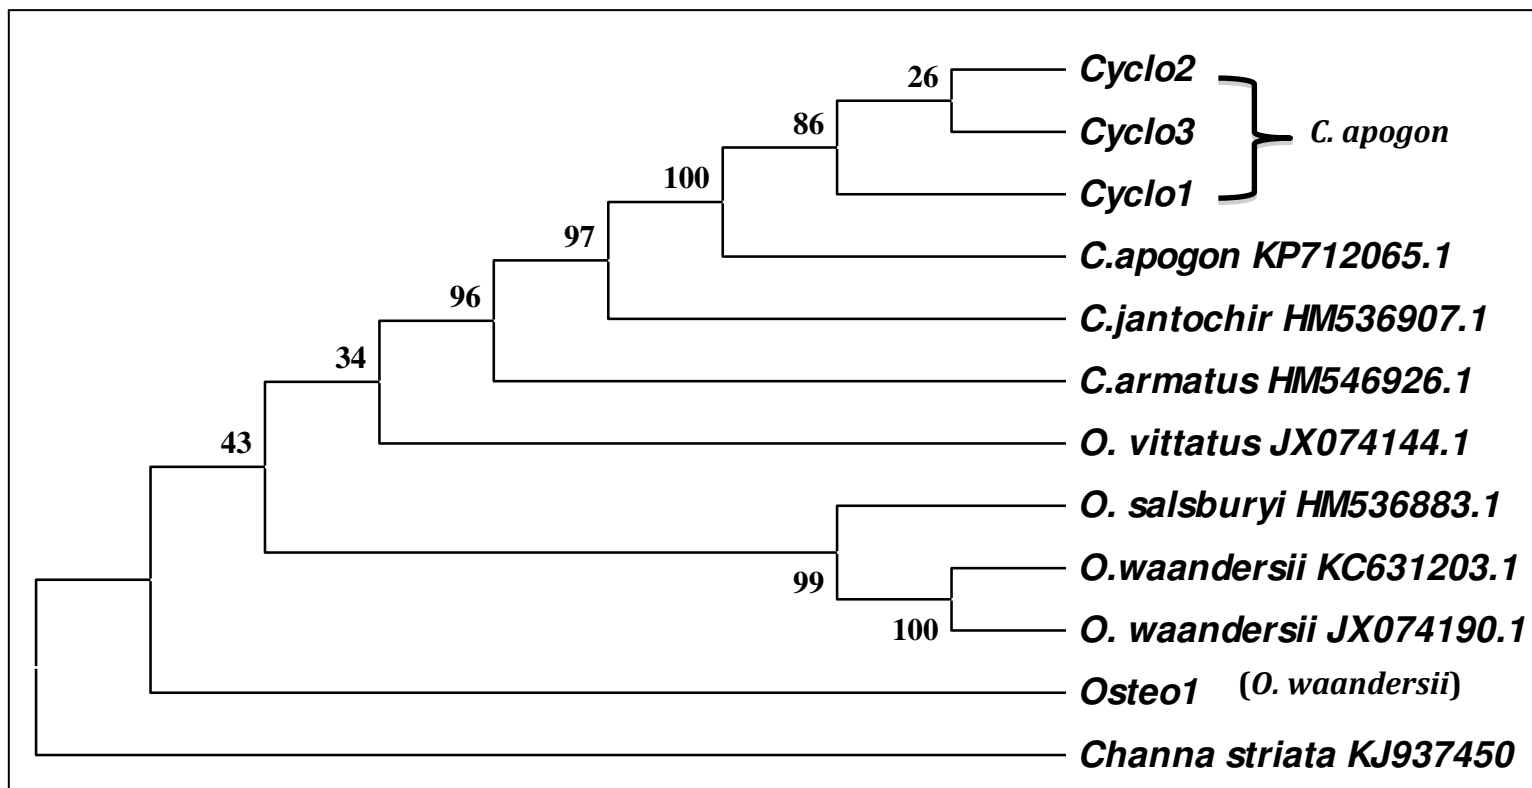 26
Cyclo2
86
Cyclo3
C. apogon
100
Cyclo1
97
C.apogon KP712065.1
96
C.jantochir HM536907.1
34
C.armatus HM546926.1
43
O. vittatus JX074144.1
O. salsburyi HM536883.1
99
O.waandersii KC631203.1
100
O. waandersii JX074190.1
Osteo1 (O. waandersii)
Channa striata KJ937450